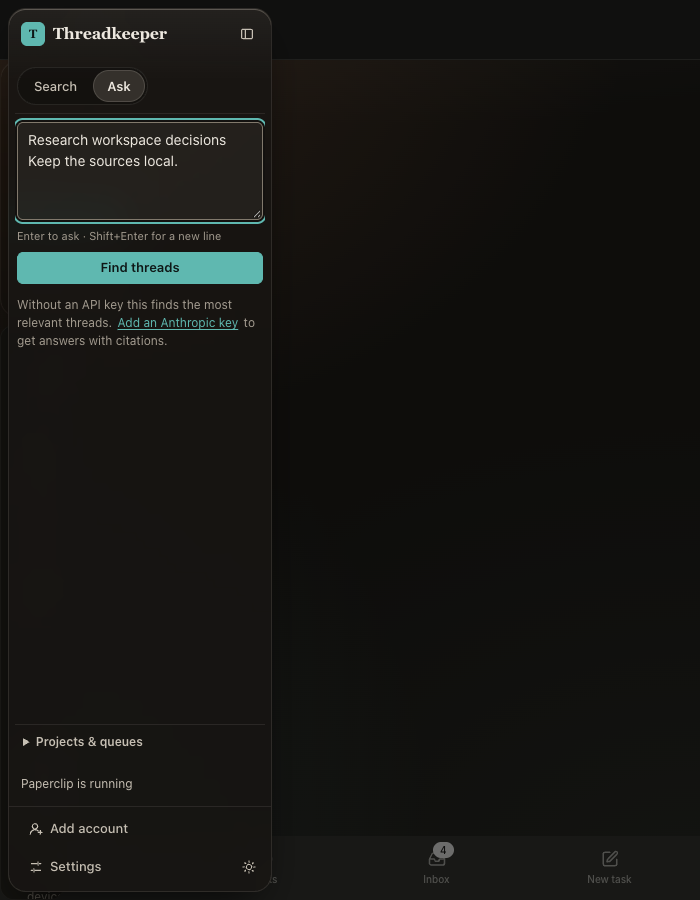 T Threadkeeper
Search Ask
Research workspace decisions
Keep the sources local.
Enter to ask · Shift+Enter for a new line
Find threads
Without an API key this finds the most
relevant threads. Add an Anthropic key to
get answers with citations.
Projects & queues
Paperclip is running
Add account
Settings
4
Inbox
New task